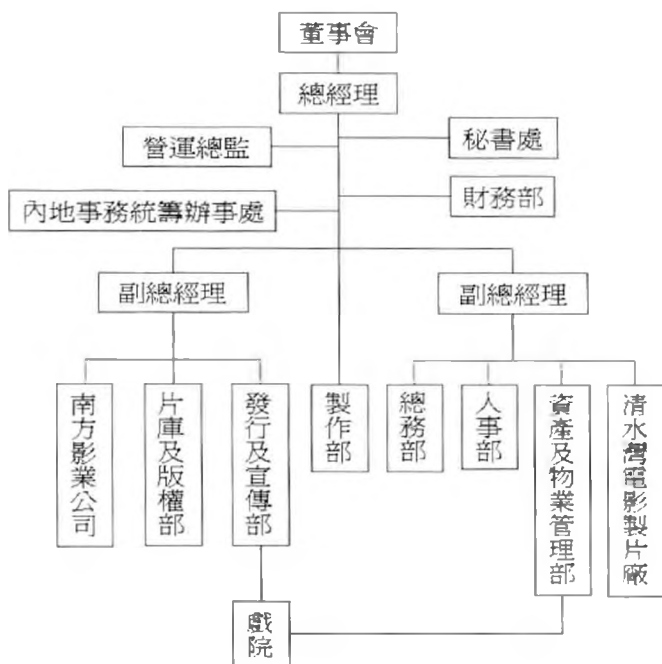 董事會
總經理
營運總監
秘書處
內地事務統籌辦事處
財務部
副總經理
副總經理
南方影業公司
片庫及版權部
發行及宣傳部
製作部
總務部
人事部
資產及物業管理部
清水灣電影製片廠
戲院